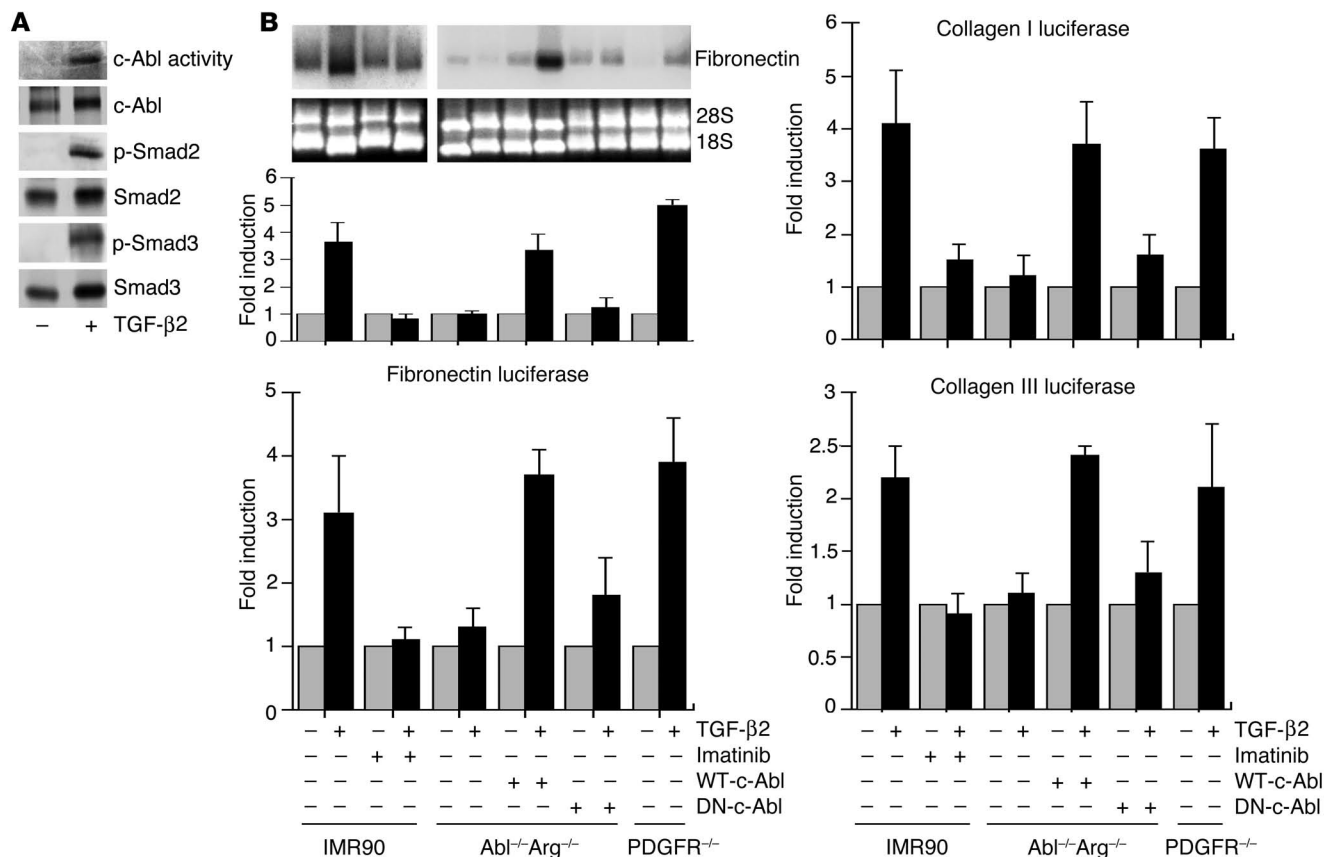 A
c-Abl activity
c-Abl
p-Smad2
Smad2
p-Smad3
Smad3
– + TGF-β2
B
Fibronectin
28S
18S
Fold induction
6
5
4
3
2
1
0
Fibronectin luciferase
Fold induction
5
4
3
2
1
0
– + – + – + – + – + – +
– – + + – – – – – – – –
– – – – – – + + – – – –
– – – – – – – – + + – –
IMR90 Abl⁻/⁻Arg⁻/⁻ PDGFR⁻/⁻
TGF-β2
Imatinib
WT-c-Abl
DN-c-Abl
Collagen I luciferase
Fold induction
6
5
4
3
2
1
0
Collagen III luciferase
Fold induction
3
2.5
2
1.5
1
0.5
0
– + – + – + – + – + – + TGF-β2
– – + + – – – – – – – – Imatinib
– – – – – – + + – – – – WT-c-Abl
– – – – – – – – + + – – DN-c-Abl
IMR90 Abl⁻/⁻Arg⁻/⁻ PDGFR⁻/⁻